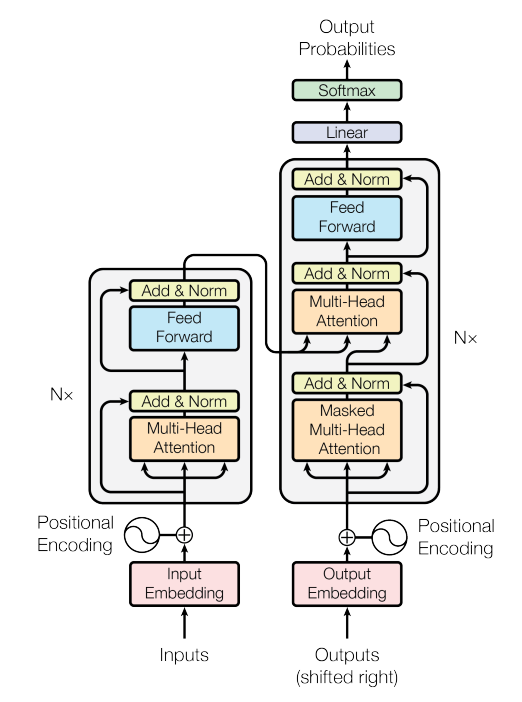 Output
Probabilities
Softmax
Linear
Add & Norm
Feed
Forward
Add & Norm
Multi-Head
Attention
Add & Norm
Masked
Multi-Head
Attention
N×
Positional
Encoding
Output
Embedding
Outputs
(shifted right)
Add & Norm
Feed
Forward
Add & Norm
Multi-Head
Attention
N×
Positional
Encoding
Input
Embedding
Inputs